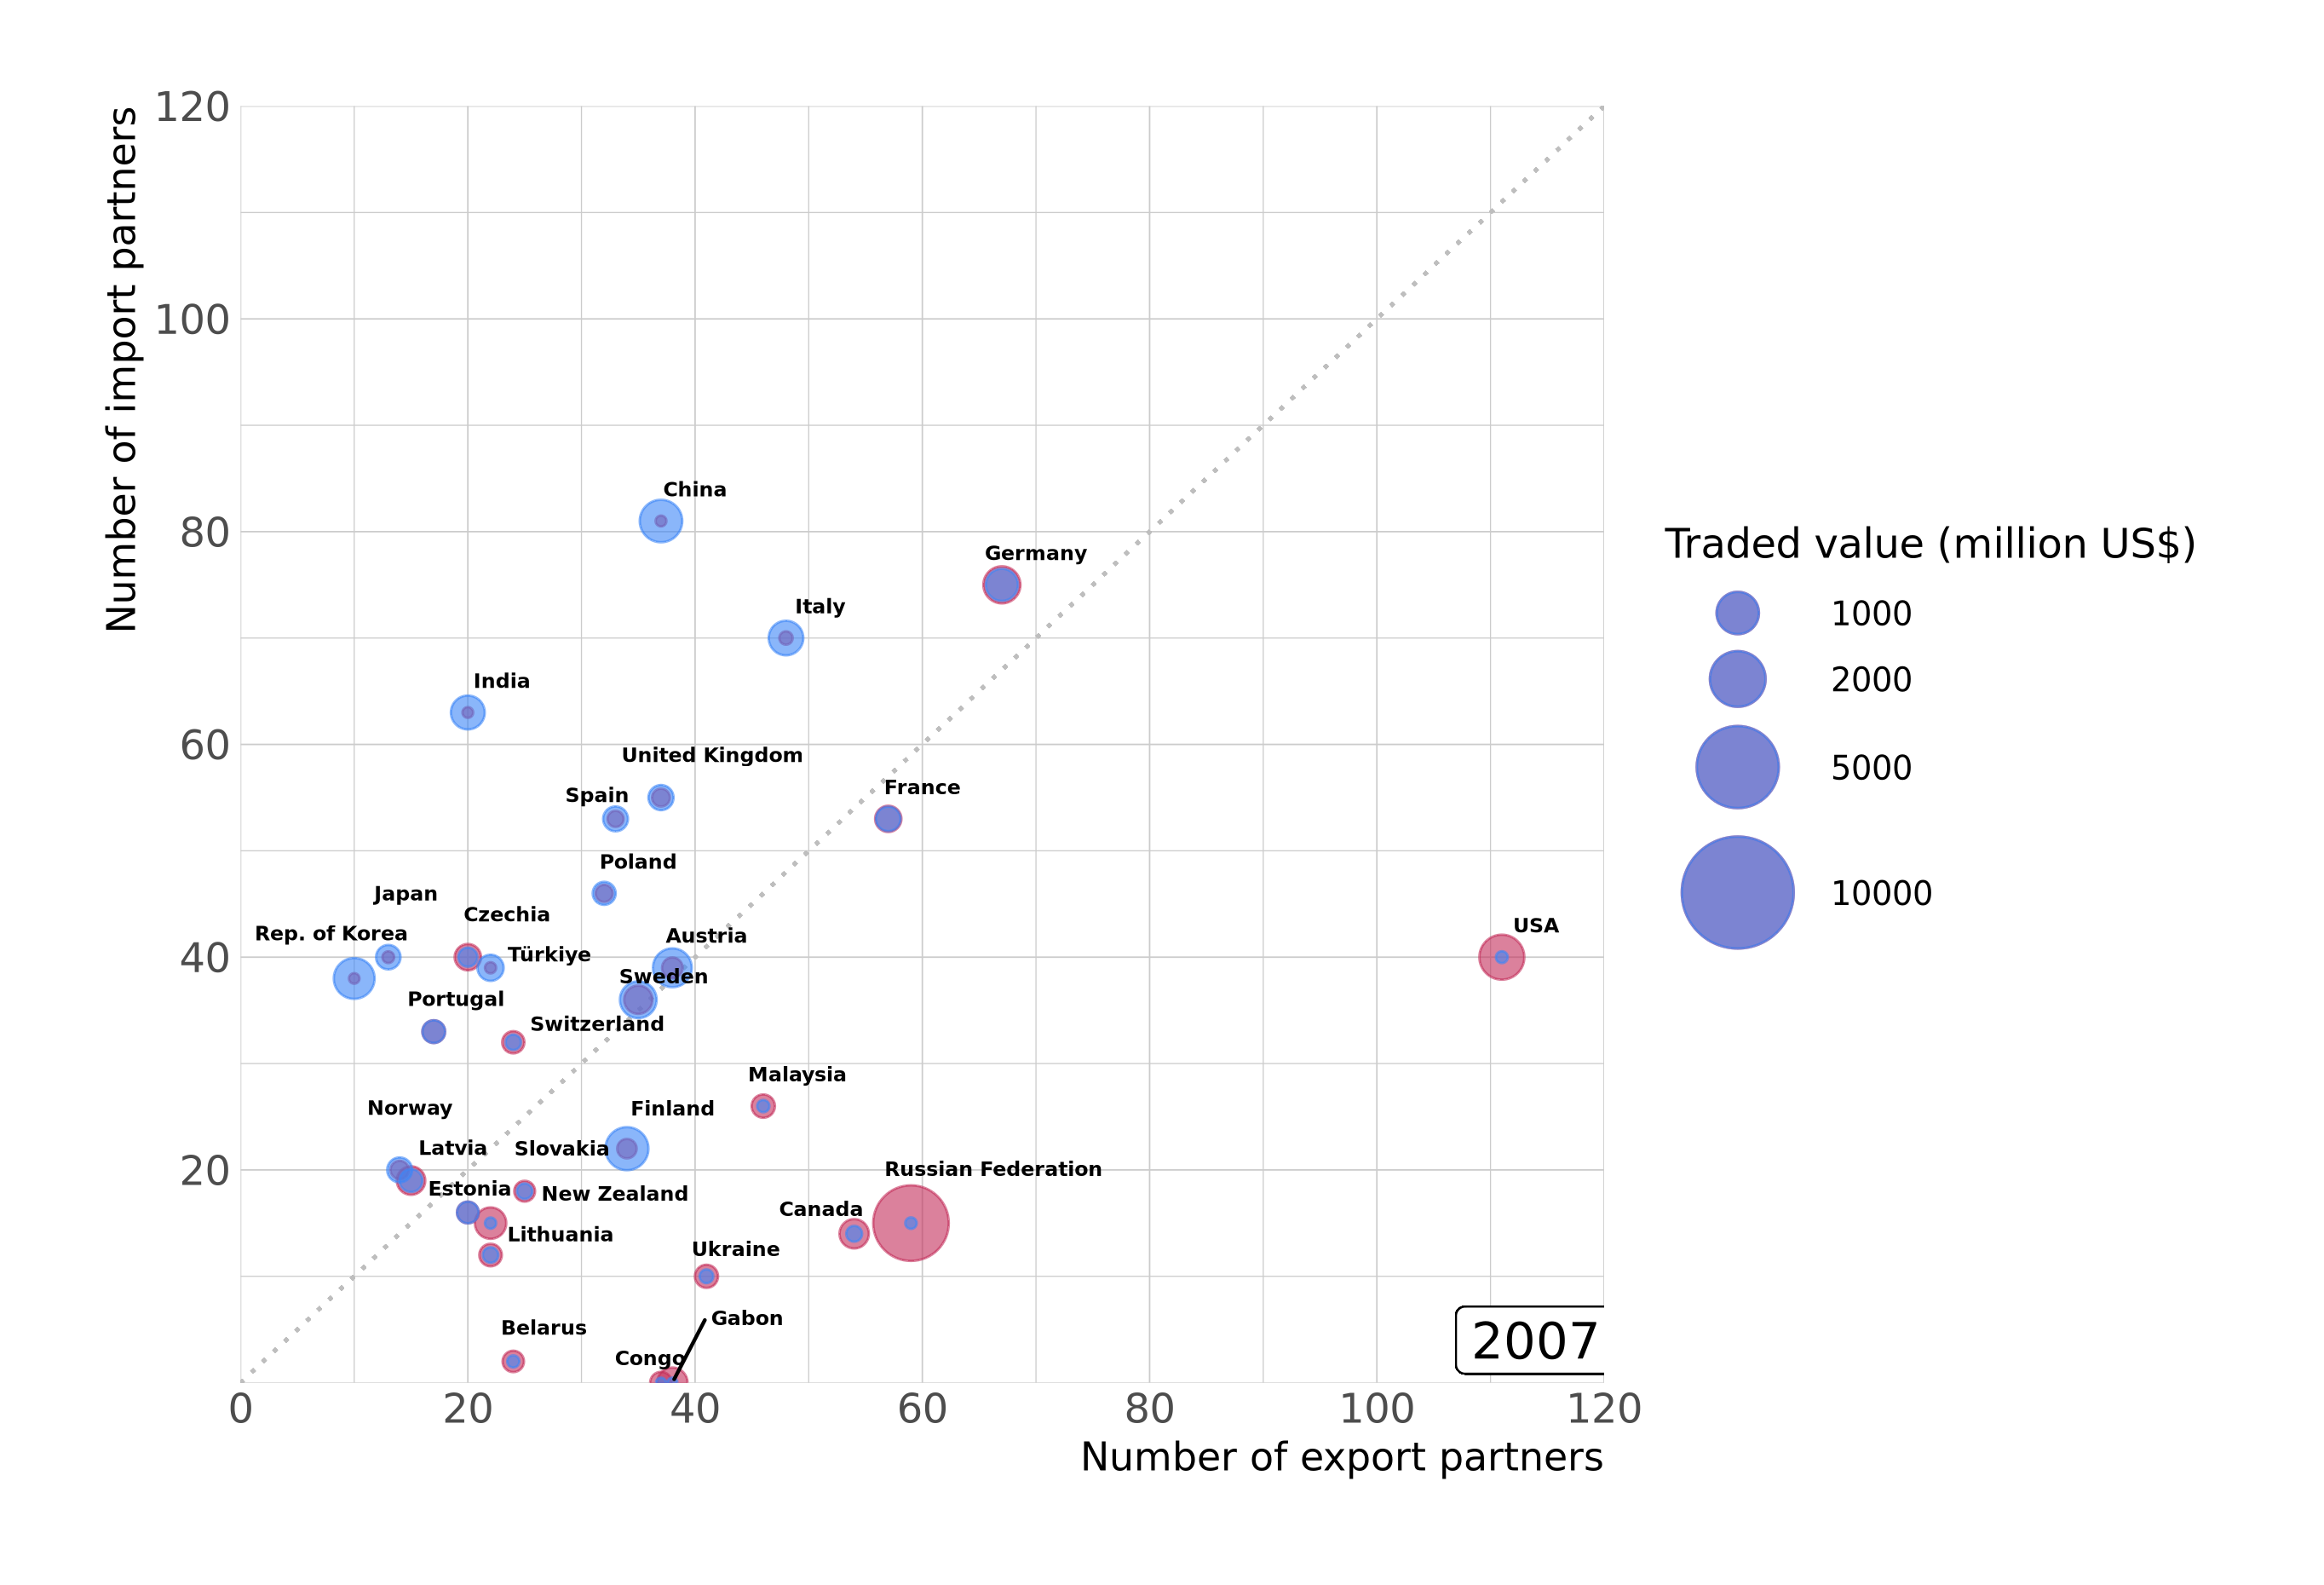 Number of import partners
120
100
80
60
40
20
0
20
40
60
80
100
120
Number of export partners
China
Germany
Italy
India
United Kingdom
Spain
France
Poland
Japan
Czechia
Rep. of Korea
Türkiye
Austria
Sweden
USA
Portugal
Switzerland
Malaysia
Norway
Finland
Latvia
Slovakia
Russian Federation
Estonia
New Zealand
Canada
Lithuania
Ukraine
Gabon
Belarus
Congo
2007
Traded value (million US$)
1000
2000
5000
10000